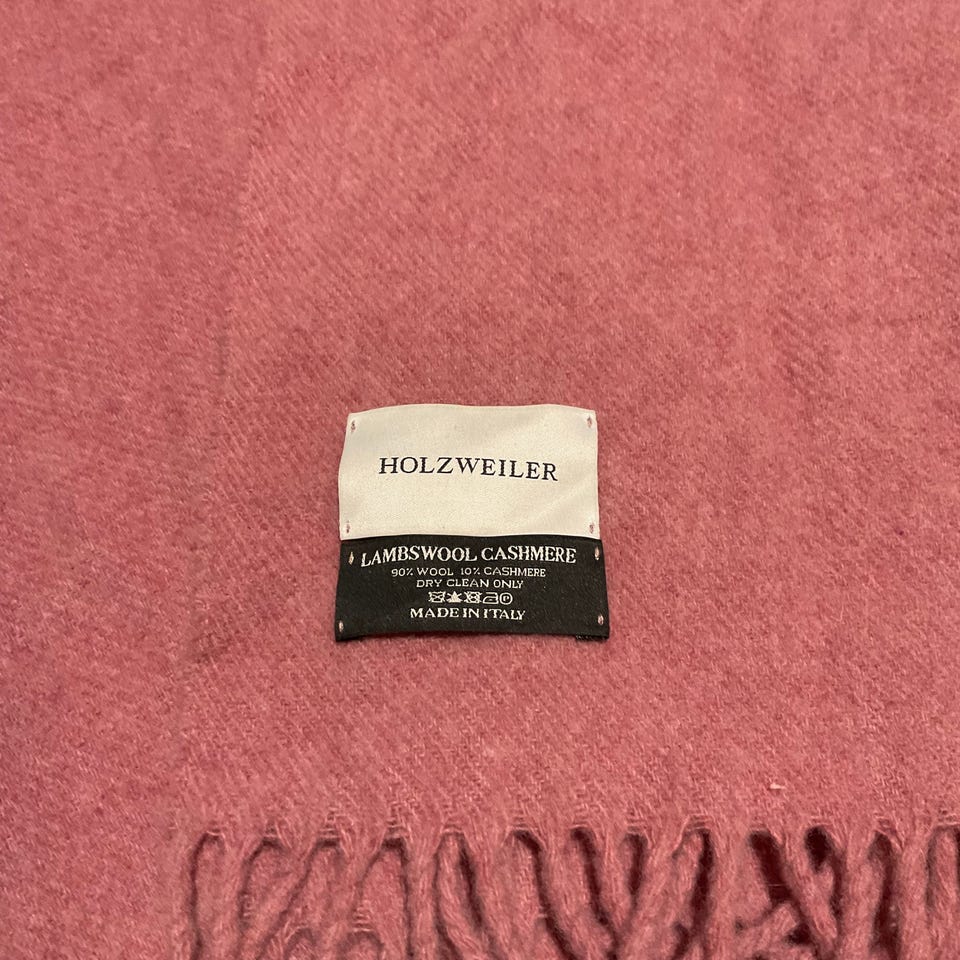 HOLZWEILER
LAMBSWOOL CASHMERE
90% WOOL 10% CASHMERE
DRY CLEAN ONLY
MADE IN ITALY